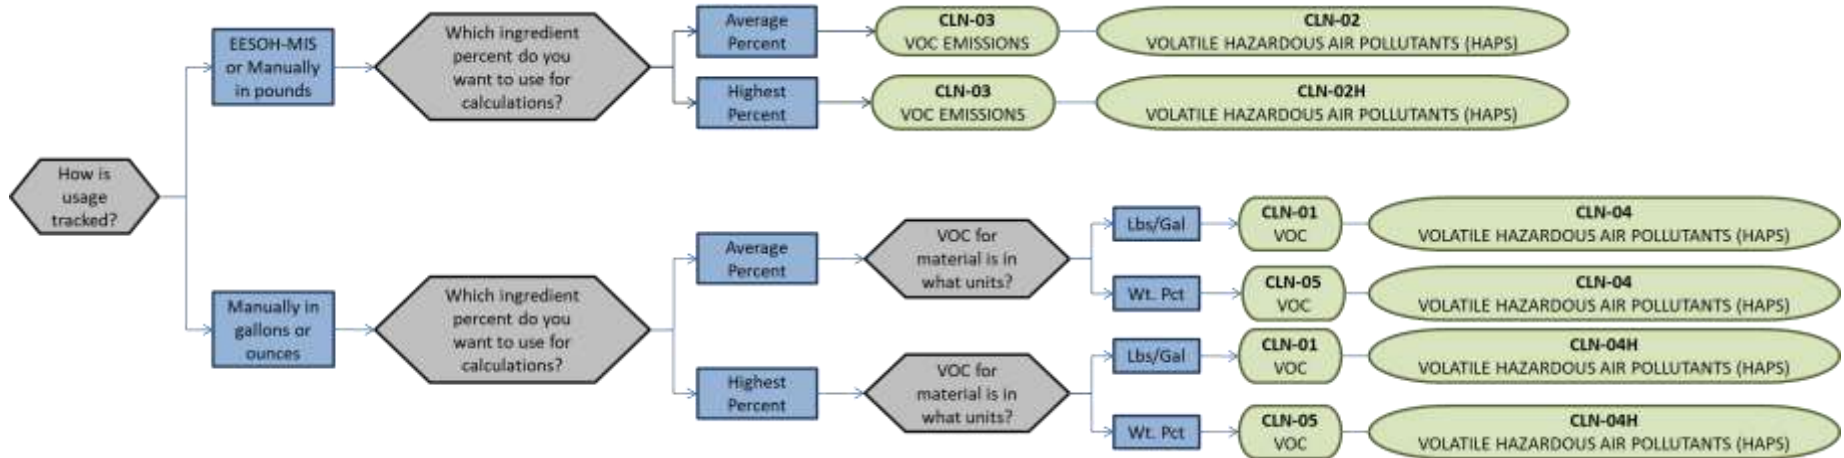 How is
usage
tracked?
EESOH-MIS
or Manually
in pounds
Which ingredient
percent do you
want to use for
calculations?
Average
Percent
CLN-03
VOC EMISSIONS
CLN-02
VOLATILE HAZARDOUS AIR POLLUTANTS (HAPS)
Highest
Percent
CLN-03
VOC EMISSIONS
CLN-02H
VOLATILE HAZARDOUS AIR POLLUTANTS (HAPS)
Manually in
gallons or
ounces
Which ingredient
percent do you
want to use for
calculations?
Average
Percent
VOC for
material is in
what units?
Lbs/Gal
CLN-01
VOC
CLN-04
VOLATILE HAZARDOUS AIR POLLUTANTS (HAPS)
Wt. Pct
CLN-05
VOC
CLN-04
VOLATILE HAZARDOUS AIR POLLUTANTS (HAPS)
Highest
Percent
VOC for
material is in
what units?
Lbs/Gal
CLN-01
VOC
CLN-04H
VOLATILE HAZARDOUS AIR POLLUTANTS (HAPS)
Wt. Pct
CLN-05
VOC
CLN-04H
VOLATILE HAZARDOUS AIR POLLUTANTS (HAPS)